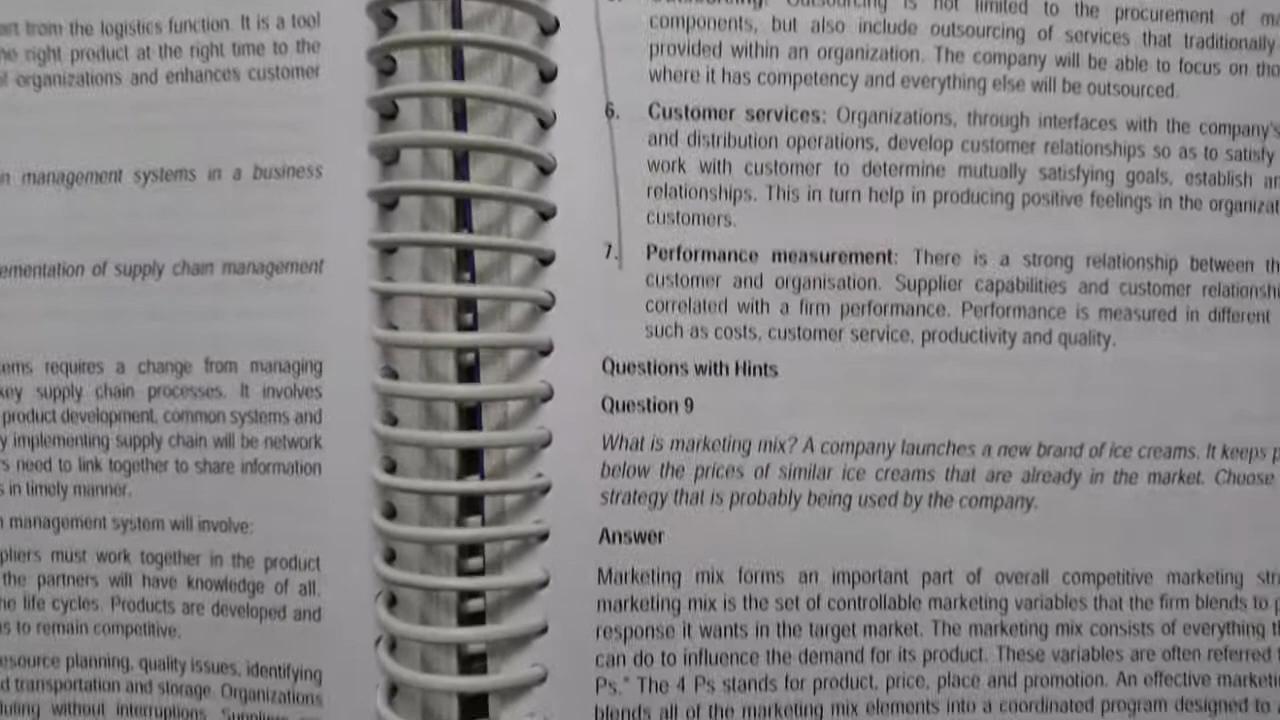 art from the logistics function. It is a tool
right product at the right time to the
organizations and enhances customer
management systems in a business
ementation of supply chain management
ems requires a change from managing
key supply chain processes. It involves
product development, common systems and
y implementing supply chain will be network
s need to link together to share information
s in timely manner.
management system will involve:
pliers must work together in the product
the partners will have knowledge of all.
life cycles. Products are developed and
as to remain competitive.
esource planning, quality issues, identifying
d transportation and storage. Organizations
without interruptions.
Outsourcing: Outsourcing is not limited to the procurement of
components, but also include outsourcing of services that traditionally
provided within an organization. The company will be able to focus on
where it has competency and everything else will be outsourced.
6. Customer services: Organizations, through interfaces with the company's
and distribution operations, develop customer relationships so as to satisfy
work with customer to determine mutually satisfying goals, establish
relationships. This in turn help in producing positive feelings in the organizat
customers.
7. Performance measurement: There is a strong relationship between
customer and organisation. Supplier capabilities and customer relationshi
correlated with a firm performance. Performance is measured in different
such as costs, customer service, productivity and quality.
Questions with Hints
Question 9
What is marketing mix? A company launches a new brand of ice creams. It keeps
below the prices of similar ice creams that are already in the market. Choose
strategy that is probably being used by the company.
Answer
Marketing mix forms an important part of overall competitive marketing
marketing mix is the set of controllable marketing variables that the firm blends to
response it wants in the target market. The marketing mix consists of everything
can do to influence the demand for its product. These variables are often referred
Ps." The 4 Ps stands for product, price, place and promotion. An effective marketi
blends all of the marketing mix elements into a coordinated program designed to